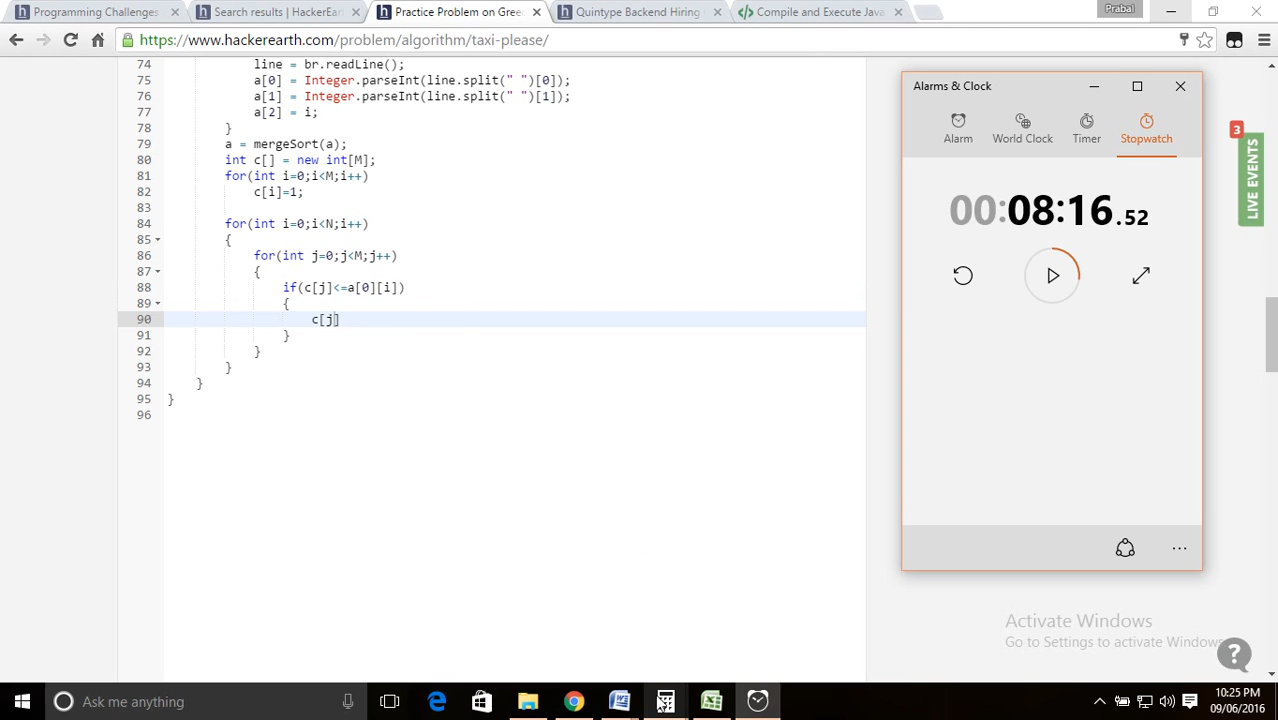 Programming Challenges
Search results | HackerEar
Practice Problem on Gree
Quintype Backend Hiring
Compile and Execute Java
Prabal
https://www.hackerearth.com/problem/algorithm/taxi-please/
74 line = br.readLine();
75 a[0] = Integer.parseInt(line.split(" ")[0]);
76 a[1] = Integer.parseInt(line.split(" ")[1]);
77 a[2] = i;
78 }
79 a = mergeSort(a);
80 int c[] = new int[M];
81 for(int i=0;i<M;i++)
82 c[i]=1;
83
84 for(int i=0;i<N;i++)
85 {
86 for(int j=0;j<M;j++)
87 {
88 if(c[j]<=a[0][i])
89 {
90 c[j]
91 }
92 }
93 }
94 }
95 }
96
Alarms & Clock
Alarm
World Clock
Timer
Stopwatch
00:08:16.52
3
LIVE EVENTS
Activate Windows
Go to Settings to activate Windows.
Ask me anything
10:25 PM
09/06/2016